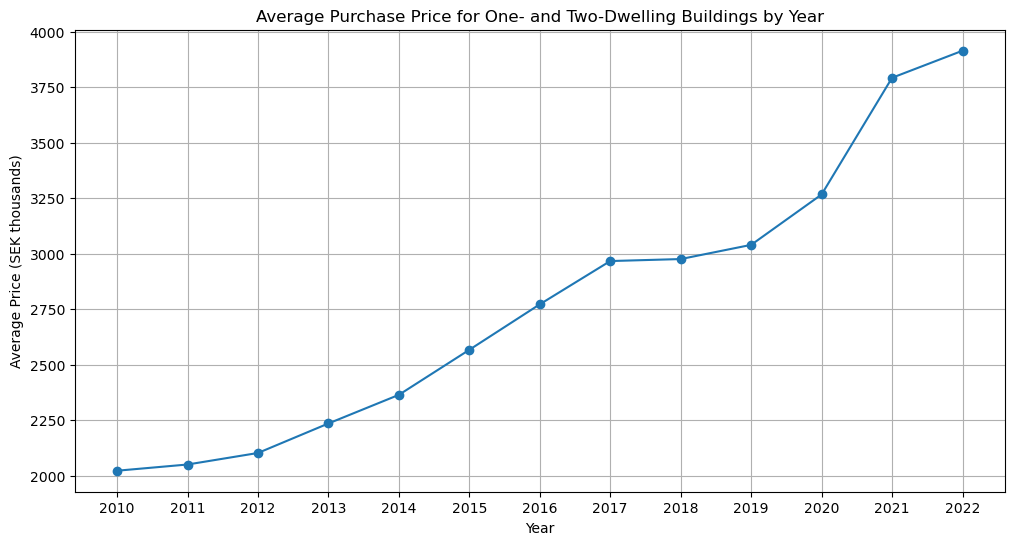 Average Purchase Price for One- and Two-Dwelling Buildings by Year
Average Price (SEK thousands)
4000
3750
3500
3250
3000
2750
2500
2250
2000
2010 2011 2012 2013 2014 2015 2016 2017 2018 2019 2020 2021 2022
Year